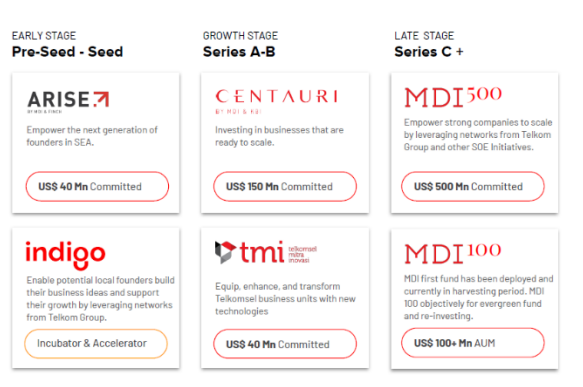 EARLY STAGE
Pre-Seed - Seed
ARISE
BY MDI & FINCH
Empower the next generation of
founders in SEA.
US$ 40 Mn Committed
indigo
Enable potential local founders build
their business ideas and support
their growth by leveraging networks
from Telkom Group.
Incubator & Accelerator
GROWTH STAGE
Series A-B
CENTAURI
BY MDI & KBI
Investing in businesses that are
ready to scale.
US$ 150 Mn Committed
tmi telkomsel
mitra
inovasi
Equip, enhance, and transform
Telkomsel business units with new
technologies
US$ 40 Mn Committed
LATE STAGE
Series C +
MDI500
Empower strong companies to scale
by leveraging networks from Telkom
Group and other SOE Initiatives.
US$ 500 Mn Committed
MDI100
MDI first fund has been deployed and
currently in harvesting period. MDI
100 objectively for evergreen fund
and re-investing.
US$ 100+ Mn AUM